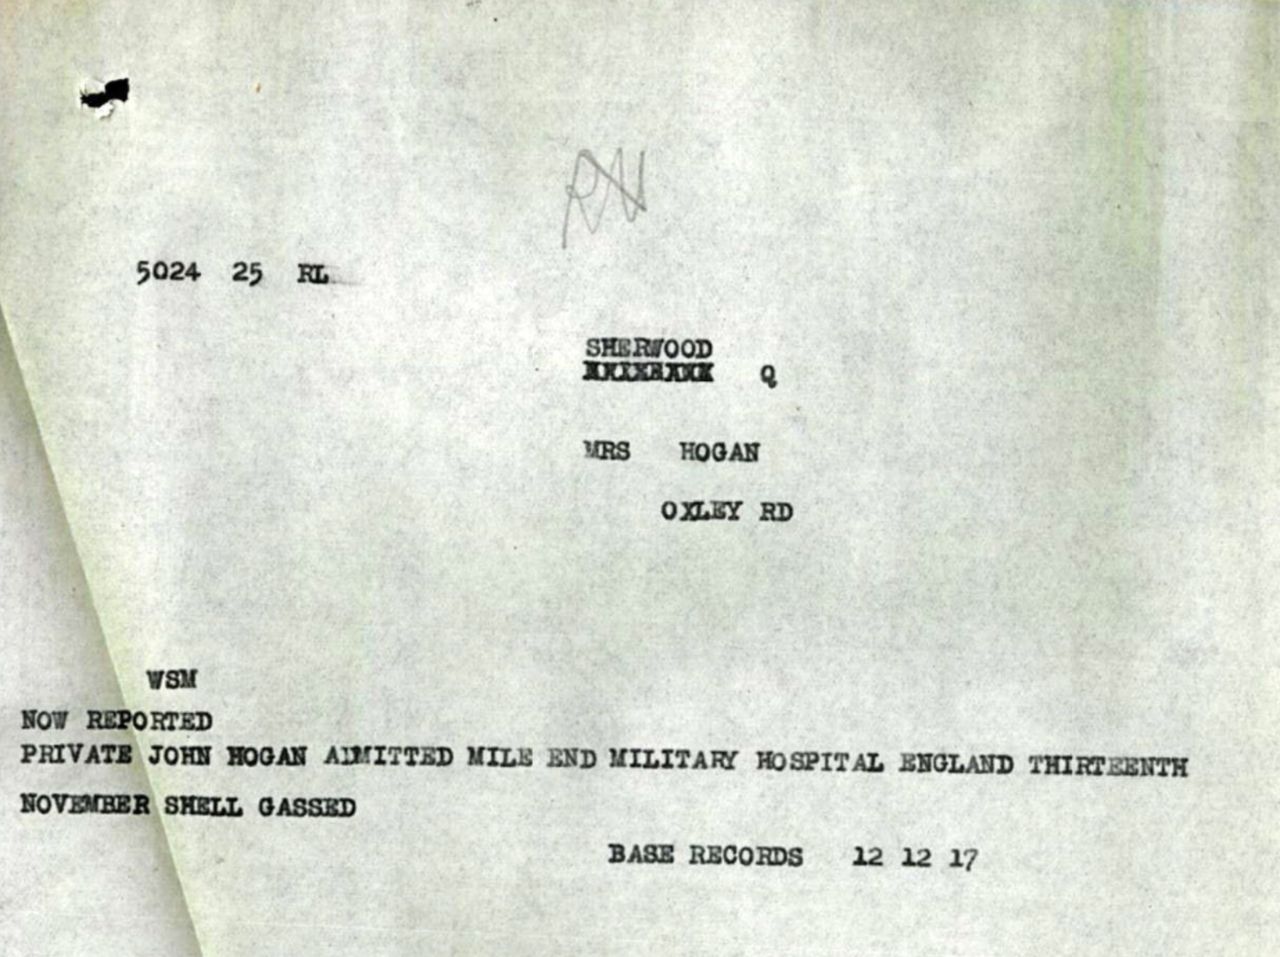 5024 25 RL
SHERWOOD
Q
MRS HOGAN
OXLEY RD
WSM
NOW REPORTED
PRIVATE JOHN HOGAN ADMITTED MILE END MILITARY HOSPITAL ENGLAND THIRTEENTH
NOVEMBER SHELL GASSED
BASE RECORDS 12 12 17